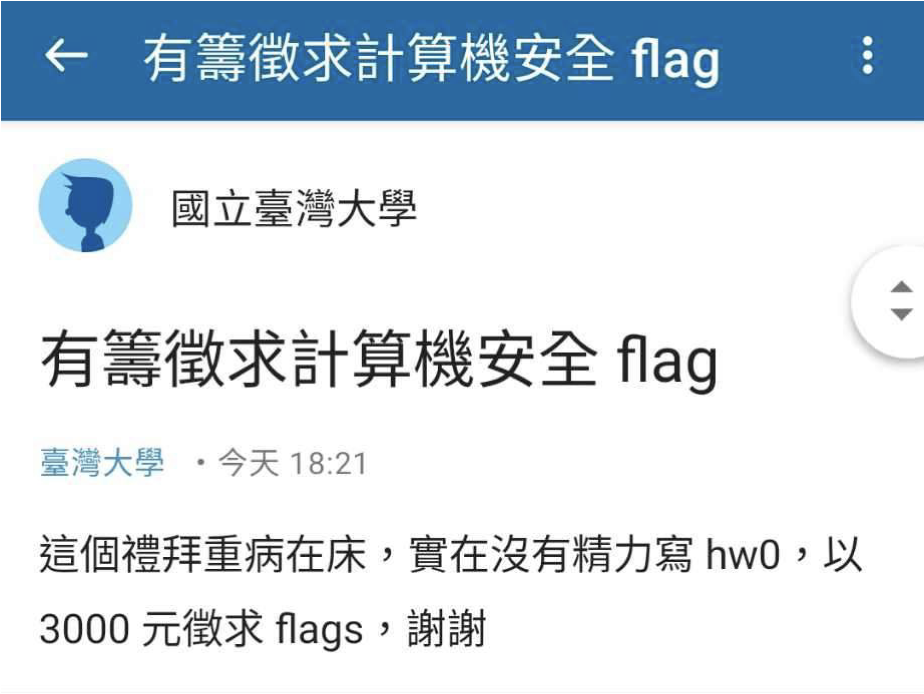 有籌徵求計算機安全 flag
國立臺灣大學
有籌徵求計算機安全 flag
臺灣大學 ・今天 18:21
這個禮拜重病在床，實在沒有精力寫 hw0，以
3000 元徵求 flags，謝謝